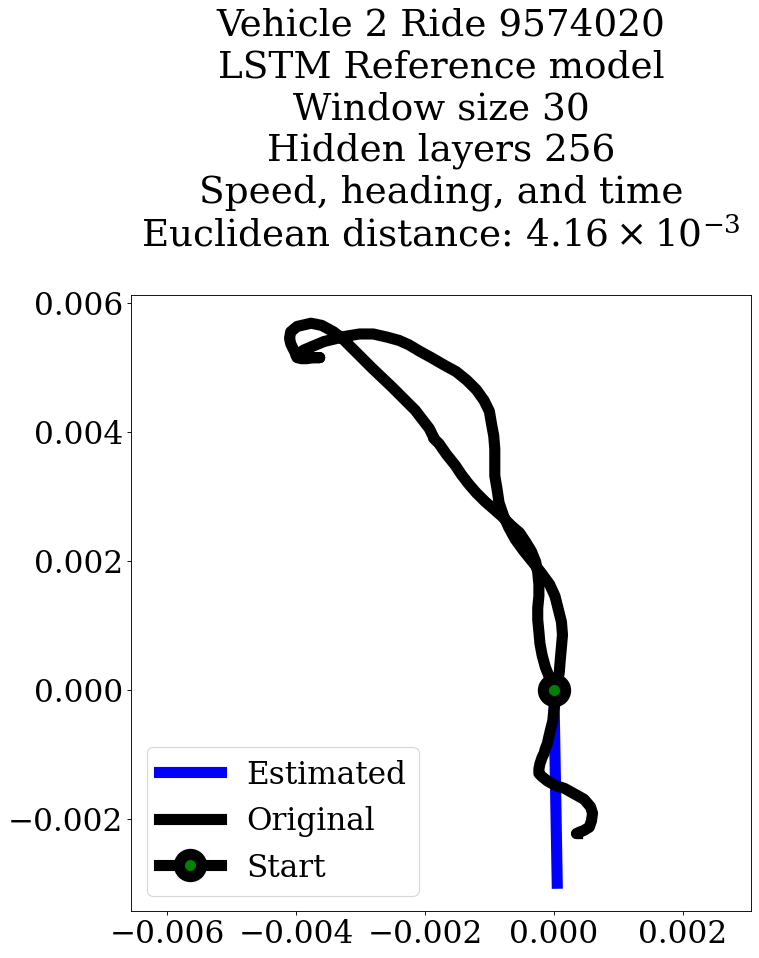 Vehicle 2 Ride 9574020
LSTM Reference model
Window size 30
Hidden layers 256
Speed, heading, and time
Euclidean distance: 4.16 × 10⁻³
0.006
0.004
0.002
0.000
−0.002
Estimated
Original
Start
−0.006 −0.004 −0.002 0.000 0.002